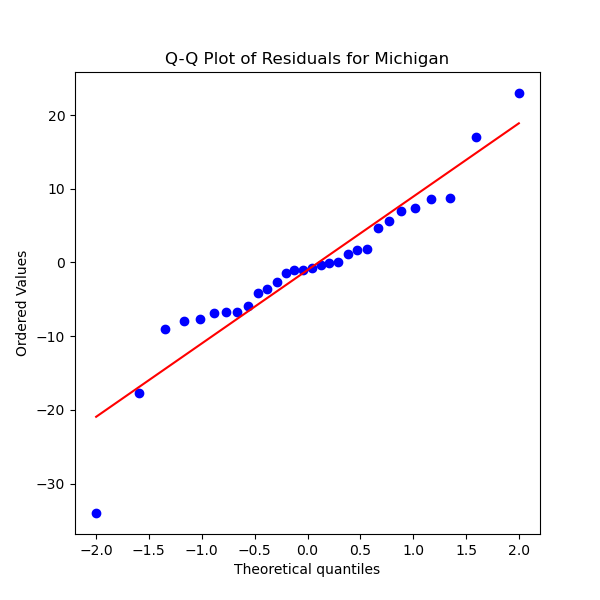 Q-Q Plot of Residuals for Michigan
20
10
0
−10
−20
−30
Ordered Values
−2.0 −1.5 −1.0 −0.5 0.0 0.5 1.0 1.5 2.0
Theoretical quantiles